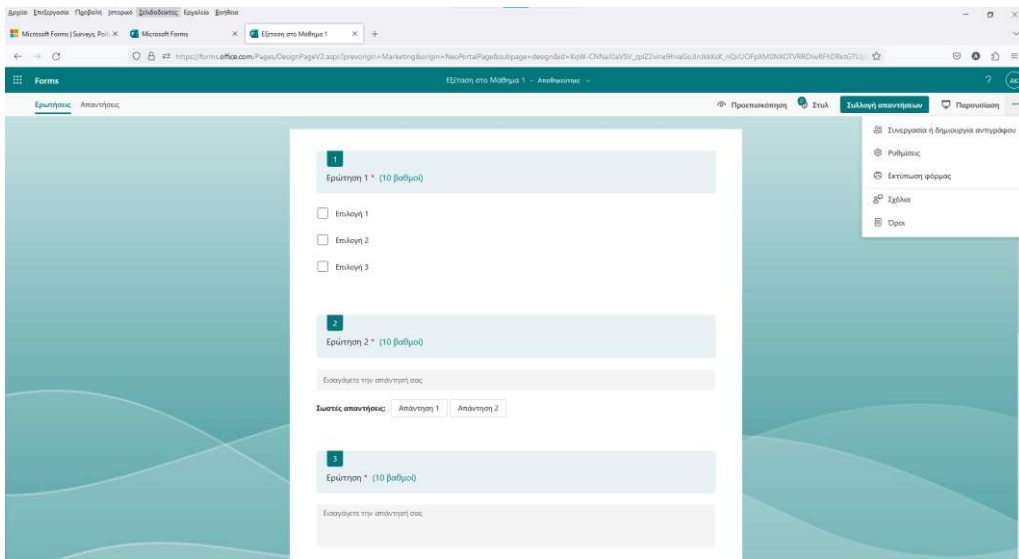 Αρχείο Επεξεργασία Προβολή Ιστορικό Σελιδοδείκτες Εργαλεία Βοήθεια
Microsoft Forms | Surveys, Poll
Microsoft Forms
Εξέταση στο Μάθημα 1
Forms
Εξέταση στο Μάθημα 1 - Αποθηκεύτηκε
?
Ερωτήσεις Απαντήσεις
Προεπισκόπηση Στυλ Συλλογή απαντήσεων Παρουσίαση ...
Συνεργασία ή δημιουργία αντιγράφου
Ρυθμίσεις
Εκτύπωση φόρμας
Σχόλια
Όροι
1
Ερώτηση 1 * (10 βαθμοί)
Επιλογή 1
Επιλογή 2
Επιλογή 3
2
Ερώτηση 2 * (10 βαθμοί)
Εισαγάγετε την απάντησή σας
Σωστές απαντήσεις: Απάντηση 1 Απάντηση 2
3
Ερώτηση * (10 βαθμοί)
Εισαγάγετε την απάντησή σας